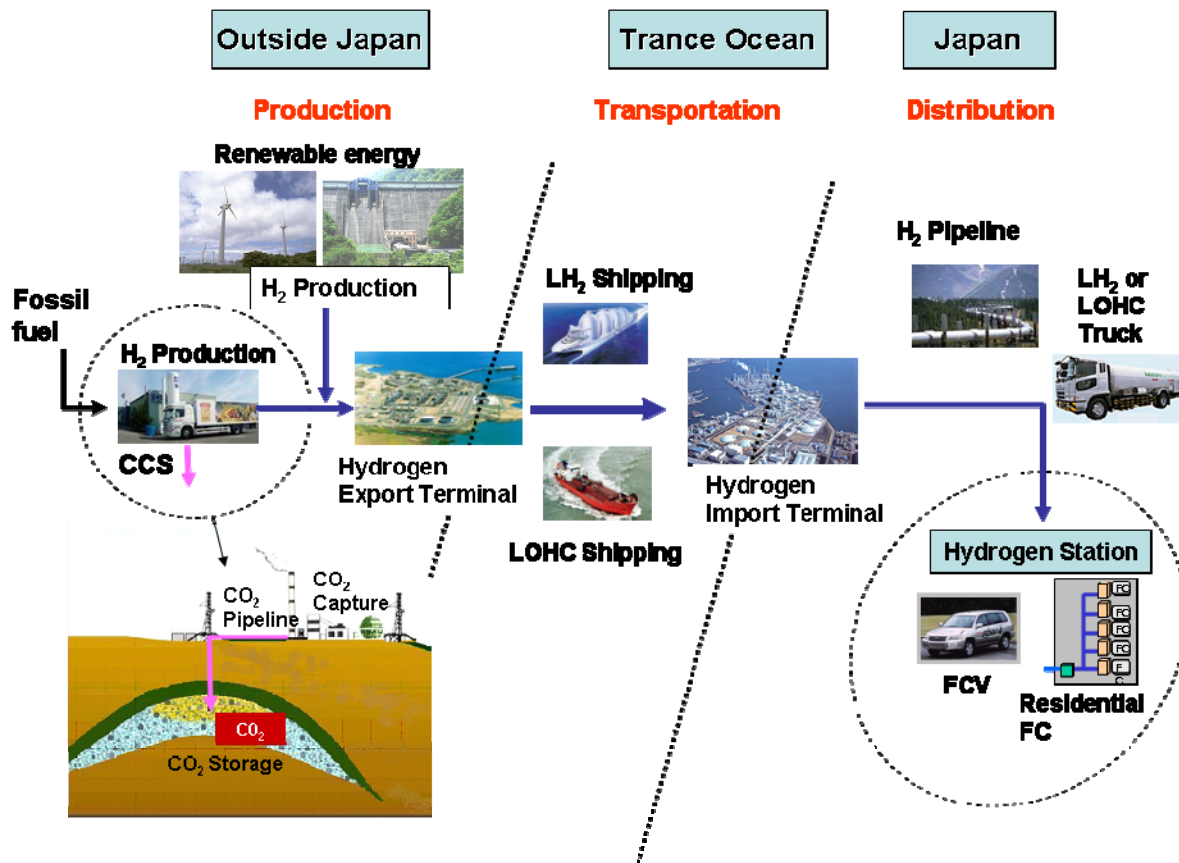 Outside Japan
Trance Ocean
Japan
Production
Transportation
Distribution
Renewable energy
H₂ Production
Fossil
fuel
H₂ Production
CCS
Hydrogen
Export Terminal
LH₂ Shipping
LOHC Shipping
Hydrogen
Import Terminal
H₂ Pipeline
LH₂ or
LOHC
Truck
Hydrogen Station
FCV
FC
FC
FC
FC
F
Residential
FC
CO₂
Pipeline
CO₂
Capture
CO₂
CO₂ Storage